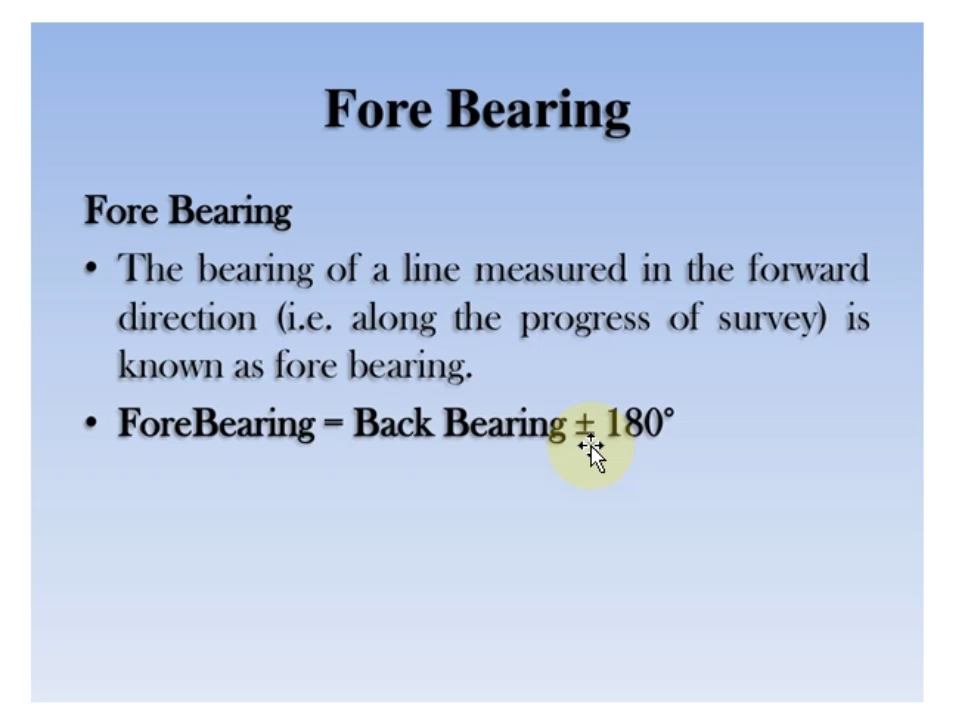 Fore Bearing
Fore Bearing
• The bearing of a line measured in the forward
direction (i.e. along the progress of survey) is
known as fore bearing.
• ForeBearing = Back Bearing ± 180°